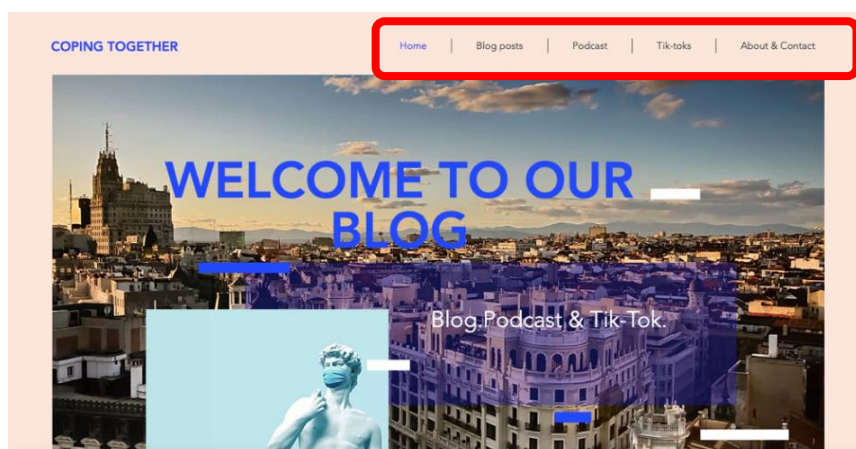 COPING TOGETHER
Home | Blog posts | Podcast | Tik-toks | About & Contact
WELCOME TO OUR
BLOG
Blog.Podcast & Tik-Tok.